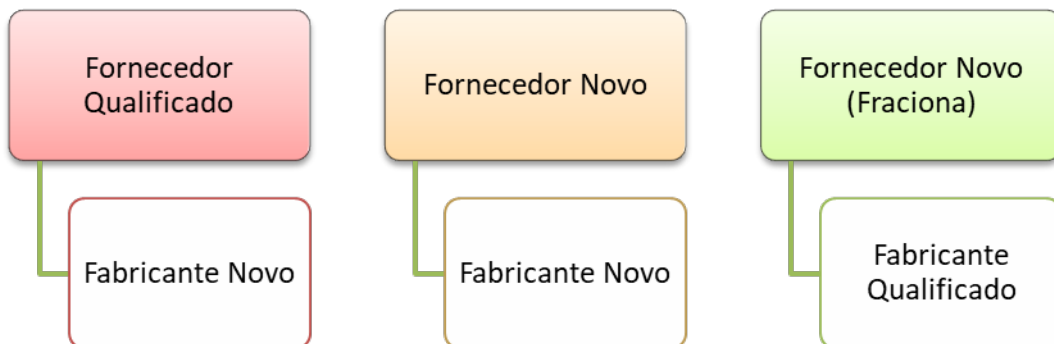 Fornecedor
Qualificado
Fabricante Novo
Fornecedor Novo
Fabricante Novo
Fornecedor Novo
(Fraciona)
Fabricante
Qualificado